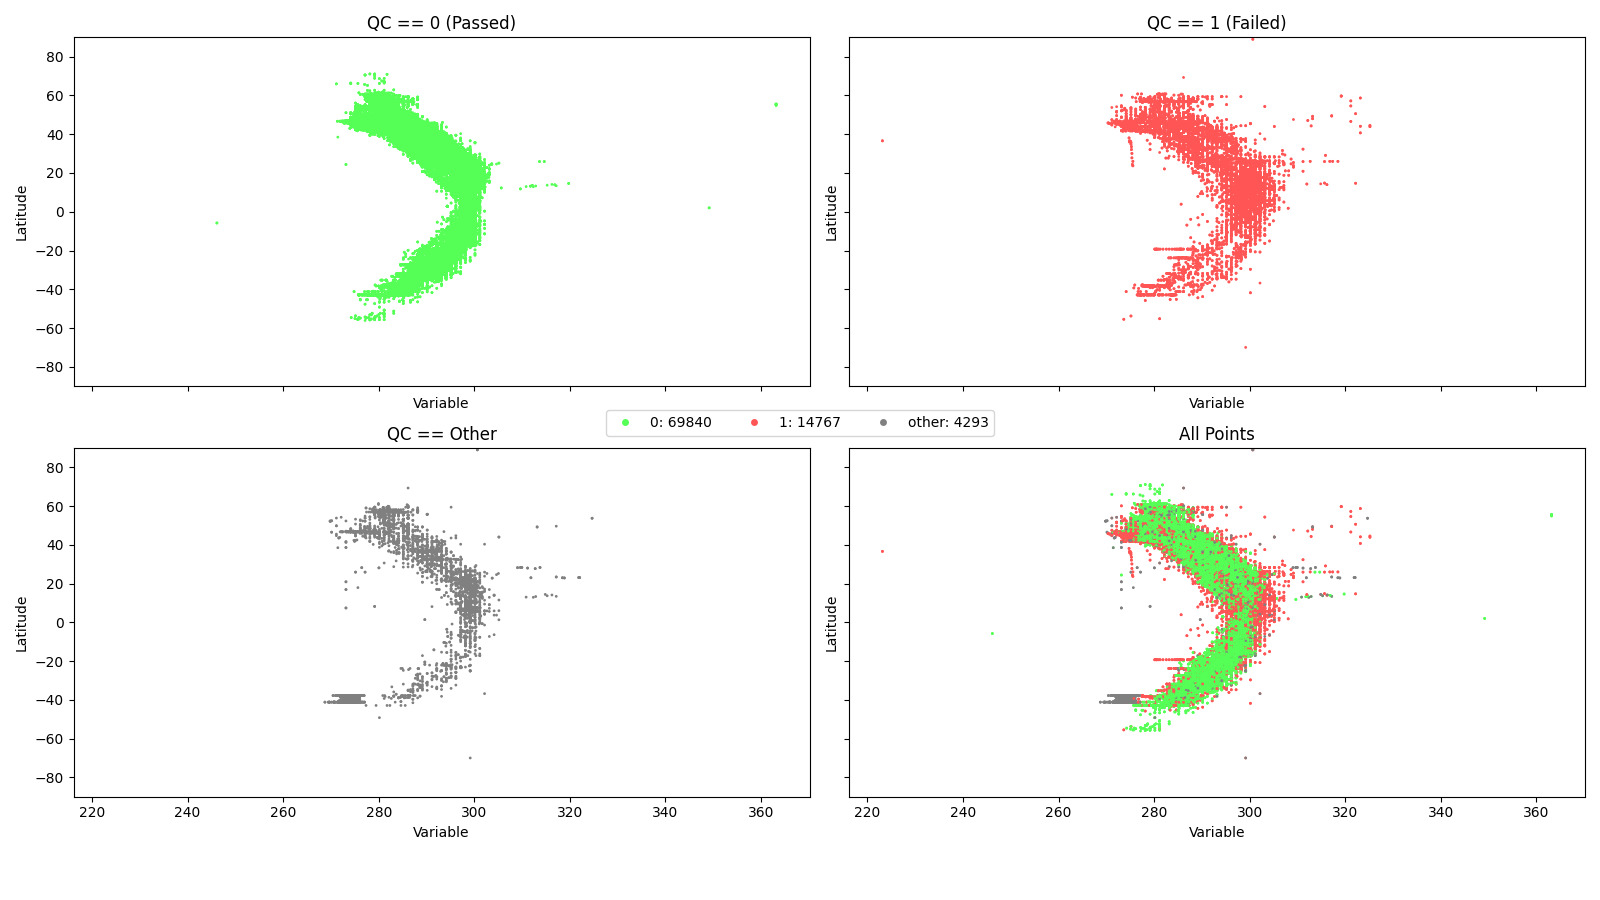 QC == 0 (Passed)
QC == 1 (Failed)
80
60
40
20
0
−20
−40
−60
−80
Latitude
Latitude
Variable
Variable
0: 69840 1: 14767 other: 4293
QC == Other
All Points
80
60
40
20
0
−20
−40
−60
−80
Latitude
Latitude
220 240 260 280 300 320 340 360
220 240 260 280 300 320 340 360
Variable
Variable